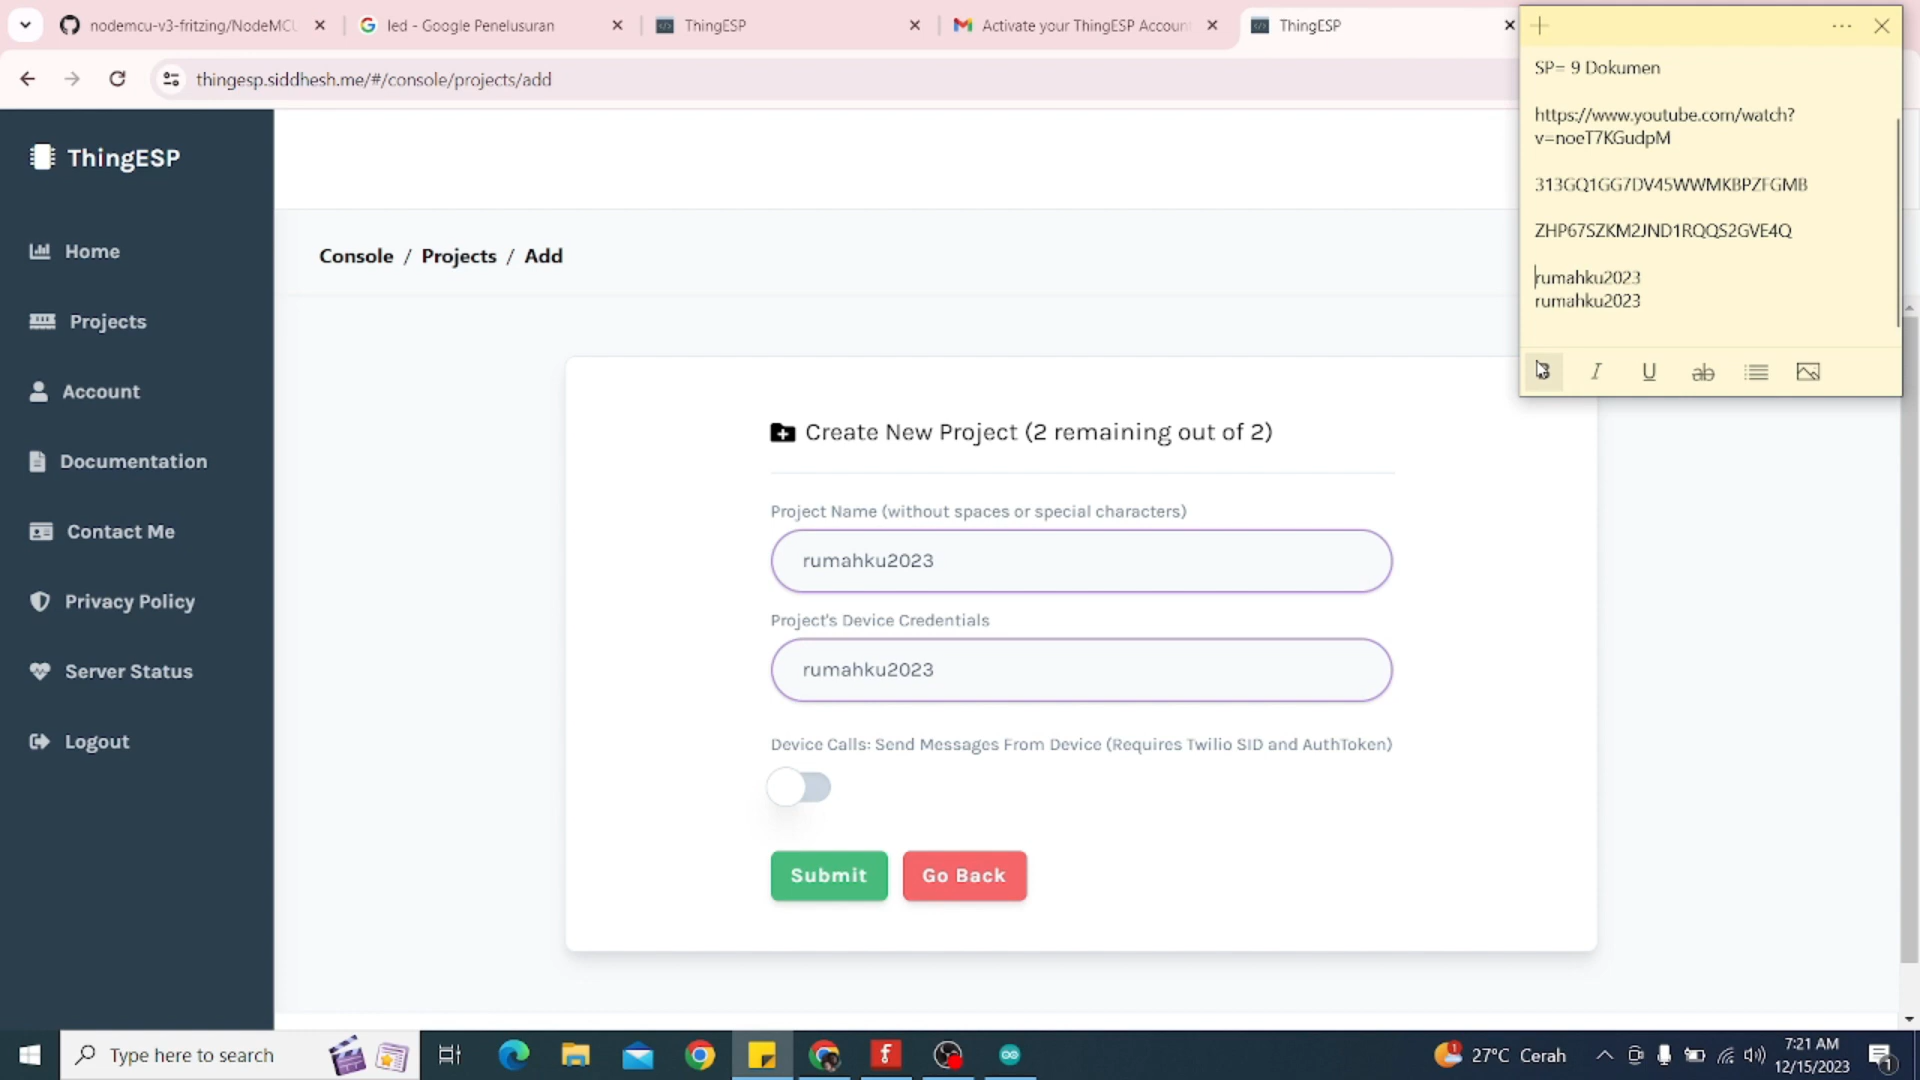 nodemcu-v3-fritzing/NodeMCU
led - Google Penelusuran
ThingESP
Activate your ThingESP Account
ThingESP
thingesp.siddhesh.me/#/console/projects/add
SP= 9 Dokumen
https://www.youtube.com/watch?
v=noeT7KGudpM
313GQ1GG7DV45WWMKBPZFGMB
ZHP67SZKM2JND1RQQS2GVE4Q
rumahku2023
rumahku2023
I
U
ab
ThingESP
Home
Projects
Account
Documentation
Contact Me
Privacy Policy
Server Status
Logout
Console / Projects / Add
Create New Project (2 remaining out of 2)
Project Name (without spaces or special characters)
rumahku2023
Project's Device Credentials
rumahku2023
Device Calls: Send Messages From Device (Requires Twilio SID and AuthToken)
Submit
Go Back
Type here to search
1
27°C Cerah
7:21 AM
12/15/2023
1